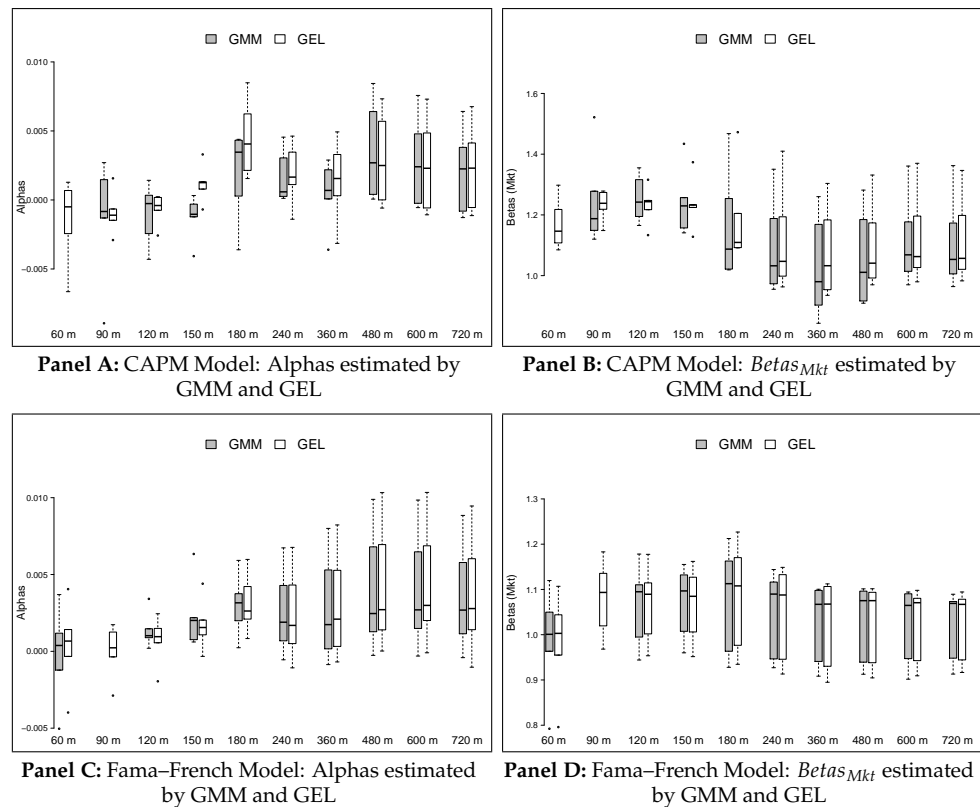 GMM GEL
0.010
0.005
0.000
−0.005
Alphas
60 m 90 m 120 m 150 m 180 m 240 m 360 m 480 m 600 m 720 m
Panel A: CAPM Model: Alphas estimated by
GMM and GEL
GMM GEL
1.6
1.4
1.2
1.0
Betas (Mkt)
60 m 90 m 120 m 150 m 180 m 240 m 360 m 480 m 600 m 720 m
Panel B: CAPM Model: BetasMkt estimated by
GMM and GEL
GMM GEL
0.010
0.005
0.000
−0.005
Alphas
60 m 90 m 120 m 150 m 180 m 240 m 360 m 480 m 600 m 720 m
Panel C: Fama–French Model: Alphas estimated
by GMM and GEL
GMM GEL
1.3
1.2
1.1
1.0
0.9
0.8
Betas (Mkt)
60 m 90 m 120 m 150 m 180 m 240 m 360 m 480 m 600 m 720 m
Panel D: Fama–French Model: BetasMkt estimated
by GMM and GEL